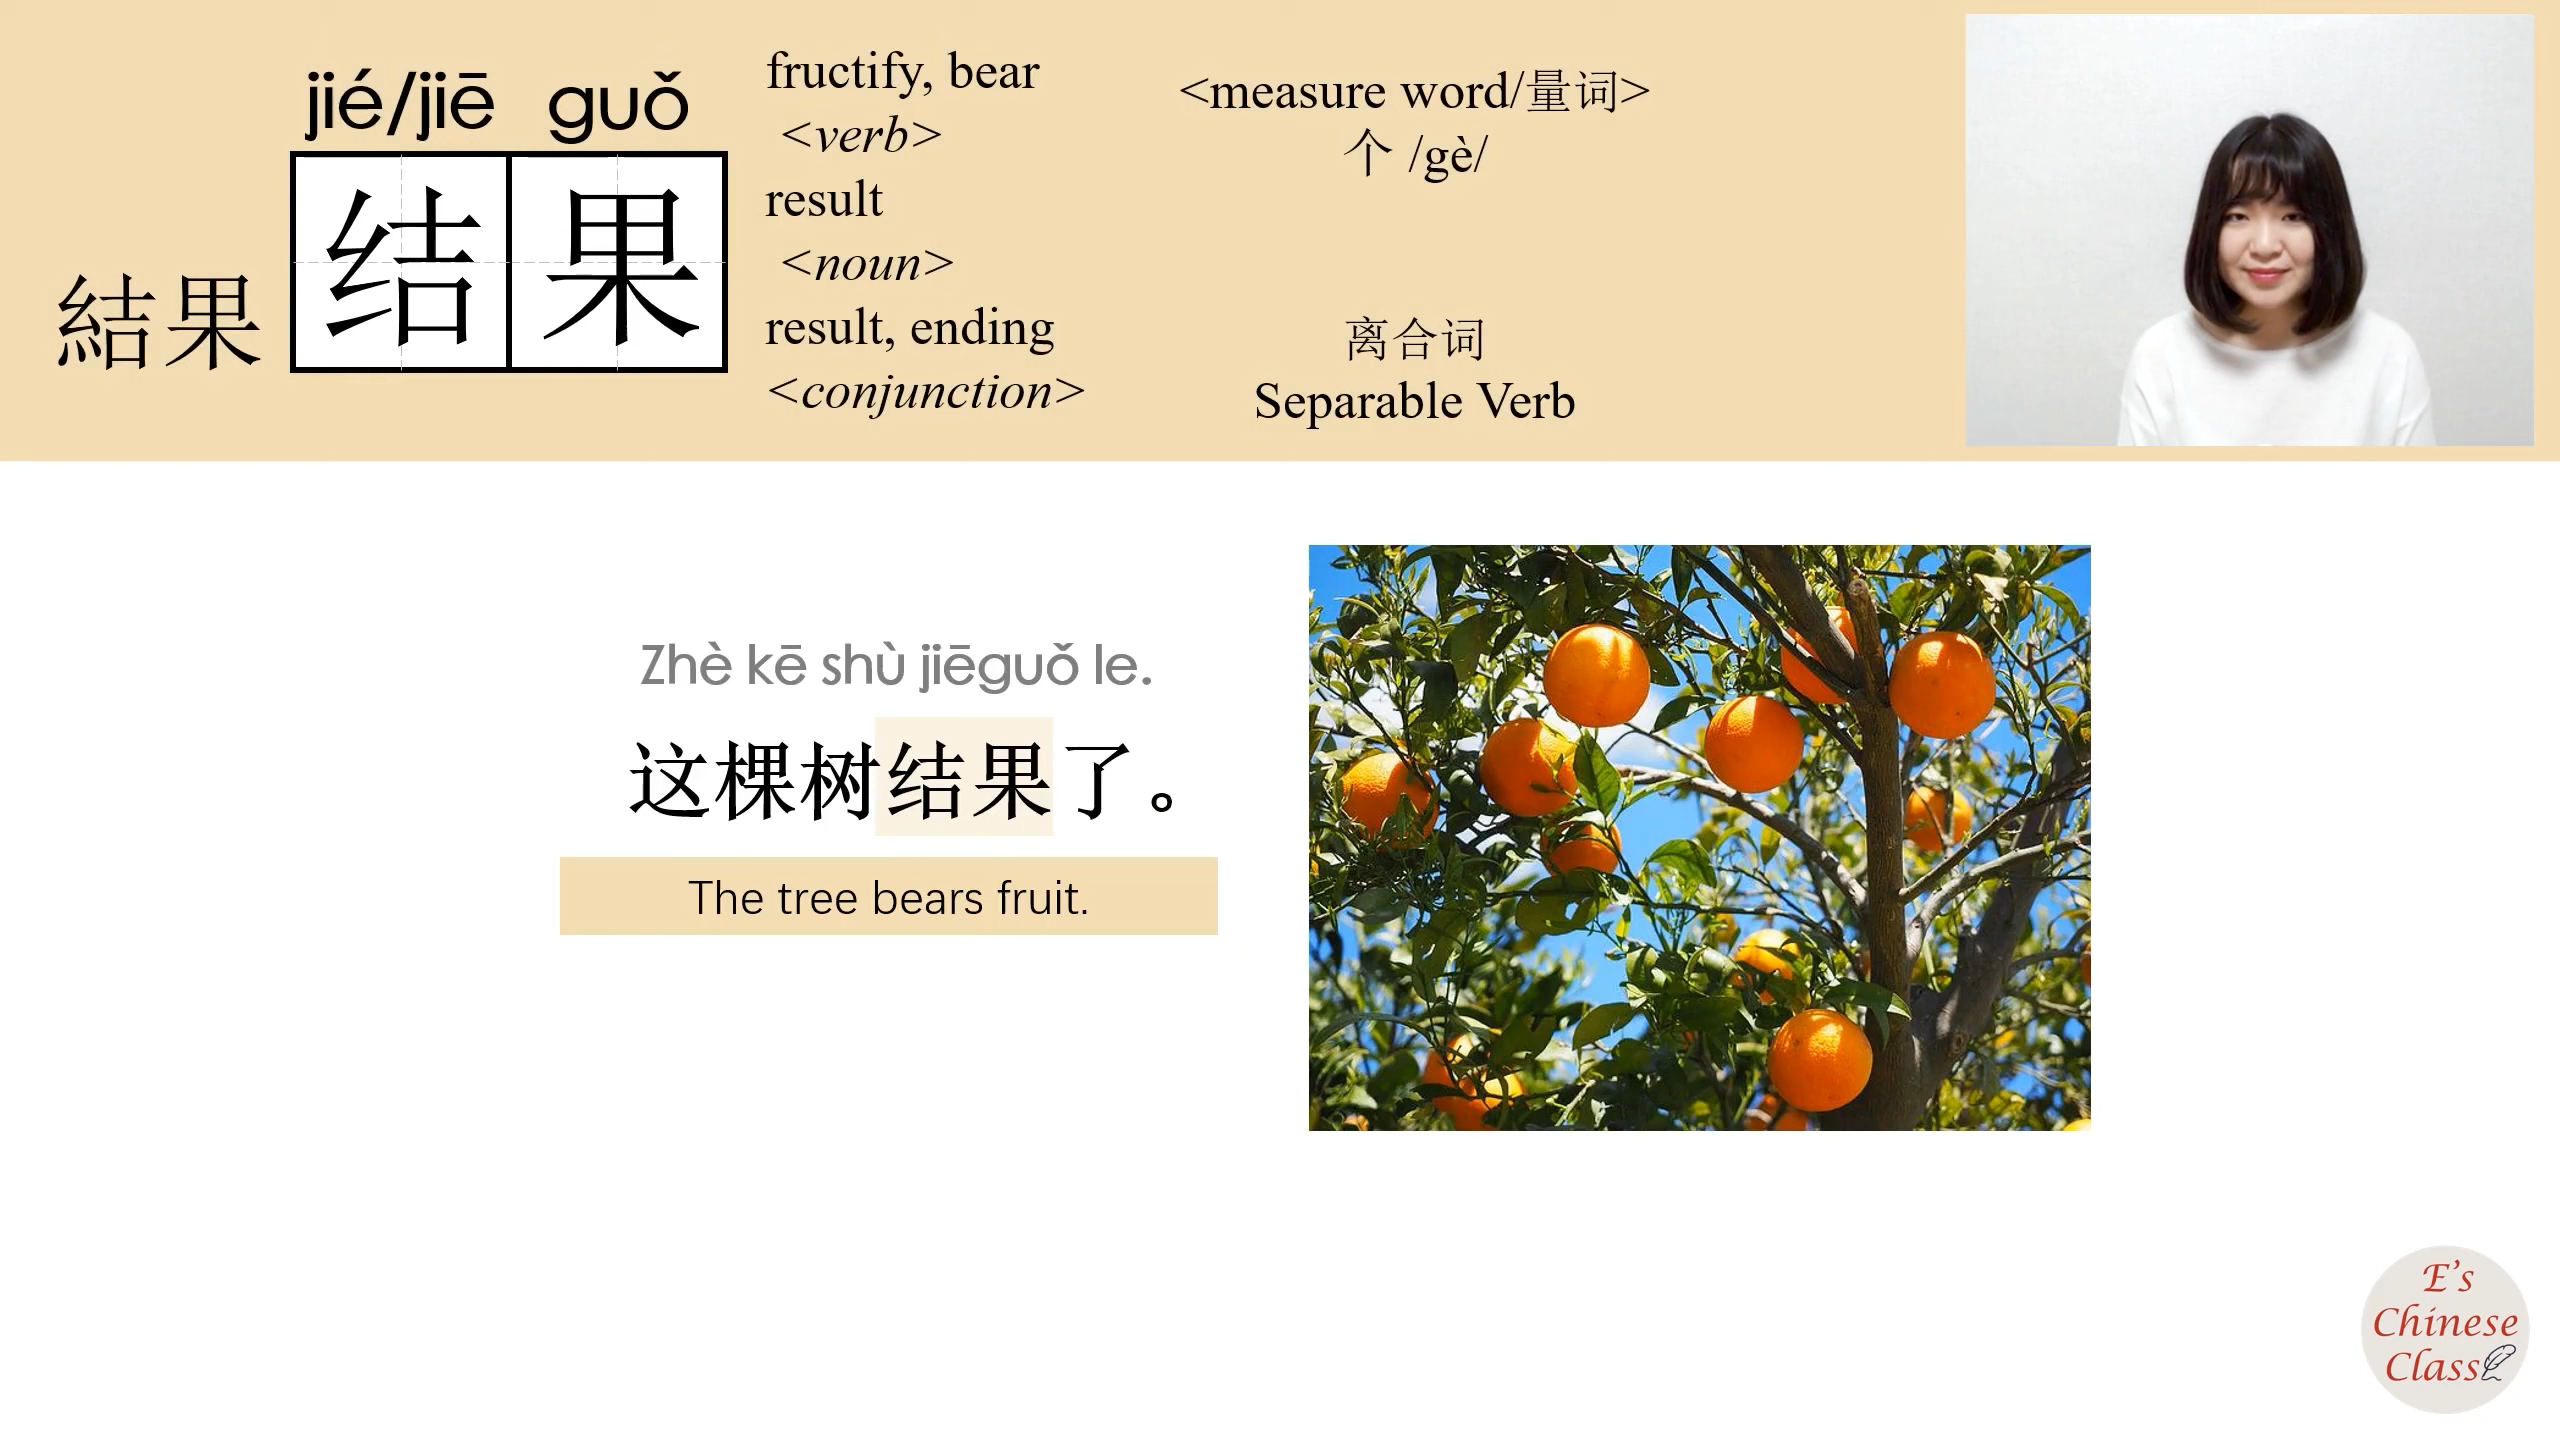 jié/jiē guǒ
結果
结果
fructify, bear
<verb>
result
<noun>
result, ending
<conjunction>
<measure word/量词>
个 /gè/
离合词
Separable Verb
Zhè kē shù jiēguǒ le.
这棵树结果了。
The tree bears fruit.
E's
Chinese
Class